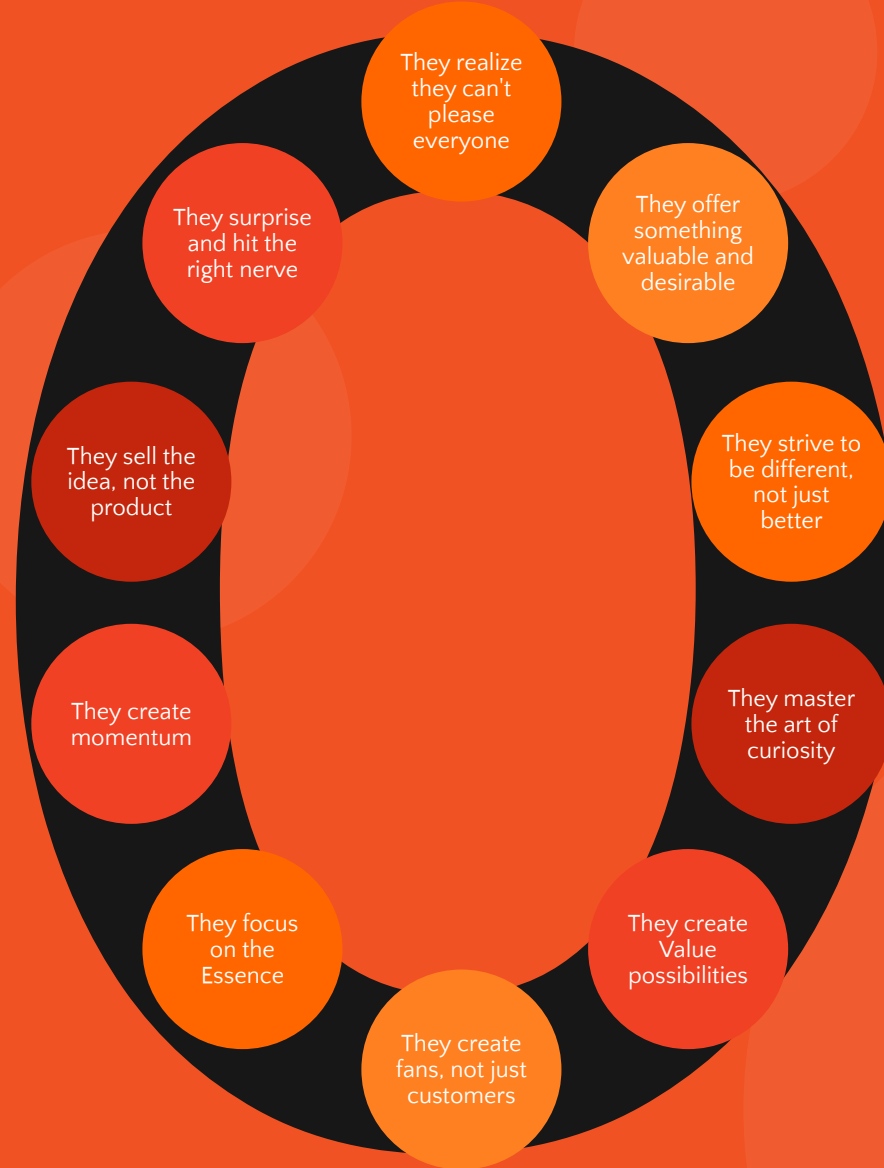 They realize
they can't
please
everyone
They offer
something
valuable and
desirable
They strive to
be different,
not just
better
They master
the art of
curiosity
They create
Value
possibilities
They create
fans, not just
customers
They focus
on the
Essence
They create
momentum
They sell the
idea, not the
product
They surprise
and hit the
right nerve